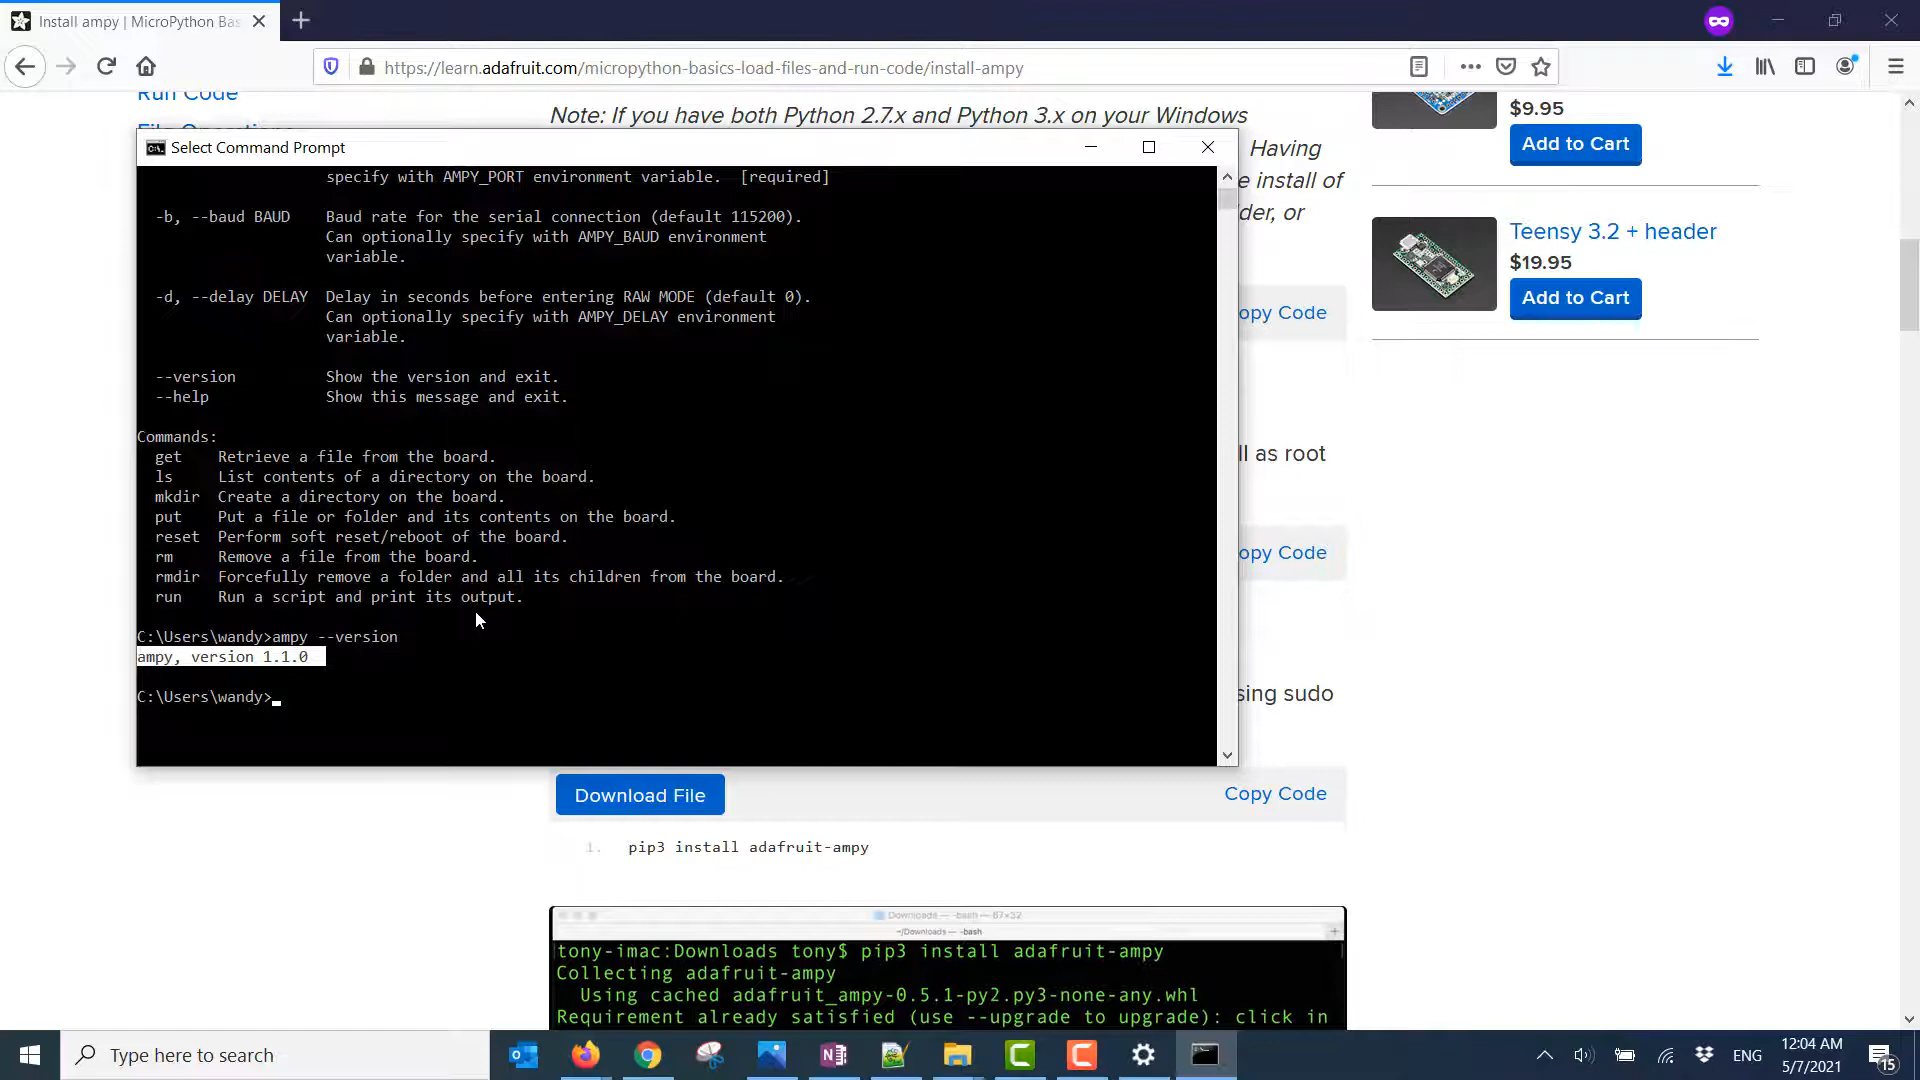 Install ampy | MicroPython Bas
https://learn.adafruit.com/micropython-basics-load-files-and-run-code/install-ampy
Run Code
Note: If you have both Python 2.7.x and Python 3.x on your Windows
Having
e install of
der, or
$9.95
Add to Cart
Teensy 3.2 + header
$19.95
Add to Cart
Select Command Prompt
specify with AMPY_PORT environment variable.  [required]
-b, --baud BAUD    Baud rate for the serial connection (default 115200).
Can optionally specify with AMPY_BAUD environment
variable.
-d, --delay DELAY  Delay in seconds before entering RAW MODE (default 0).
Can optionally specify with AMPY_DELAY environment
variable.
--version          Show the version and exit.
--help             Show this message and exit.
Commands:
get    Retrieve a file from the board.
ls     List contents of a directory on the board.
mkdir  Create a directory on the board.
put    Put a file or folder and its contents on the board.
reset  Perform soft reset/reboot of the board.
rm     Remove a file from the board.
rmdir  Forcefully remove a folder and all its children from the board.
run    Run a script and print its output.
C:\Users\wandy>ampy --version
ampy, version 1.1.0
C:\Users\wandy>
opy Code
ll as root
opy Code
sing sudo
Download File
Copy Code
1. pip3 install adafruit-ampy
Downloads — -bash — 87×32
~/Downloads — -bash
tony-imac:Downloads tony$ pip3 install adafruit-ampy
Collecting adafruit-ampy
Using cached adafruit_ampy-0.5.1-py2.py3-none-any.whl
Requirement already satisfied (use --upgrade to upgrade): click in
Type here to search
ENG
12:04 AM
5/7/2021
15